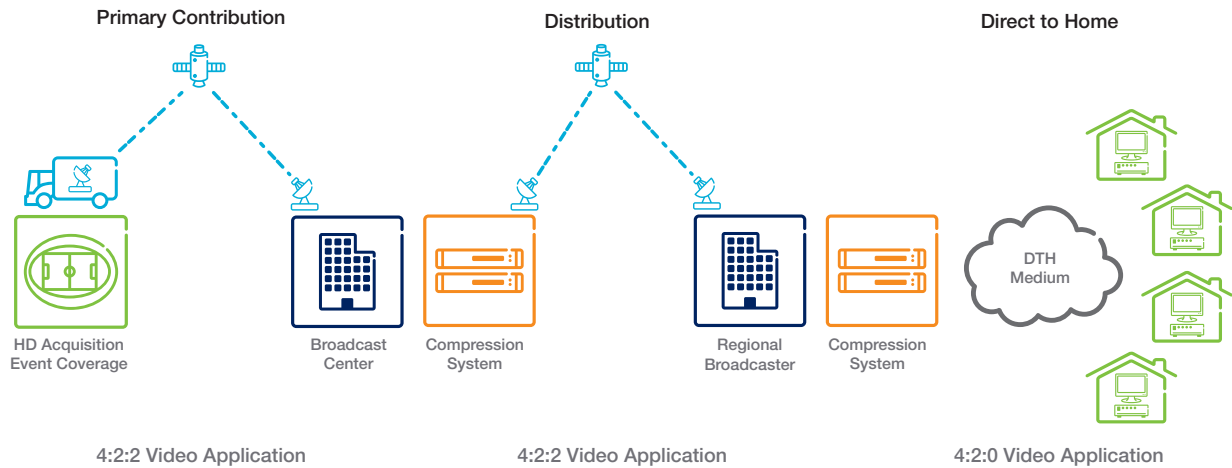 Primary Contribution
Distribution
Direct to Home
DTH
Medium
HD Acquisition
Event Coverage
Broadcast
Center
Compression
System
Regional
Broadcaster
Compression
System
4:2:2 Video Application
4:2:2 Video Application
4:2:0 Video Application